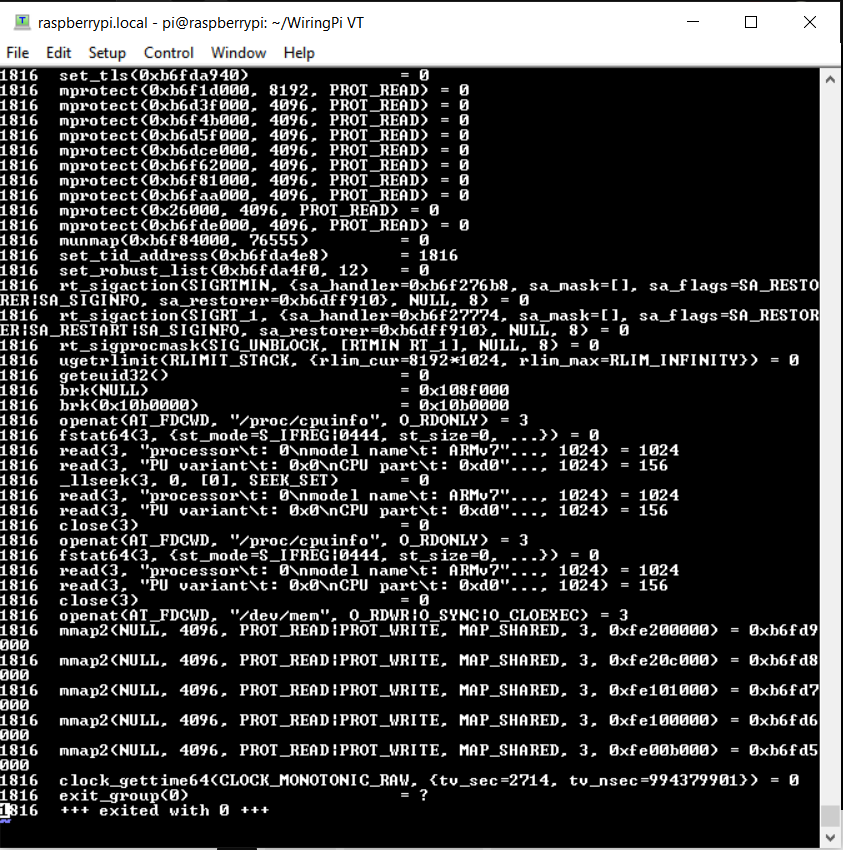 raspberrypi.local - pi@raspberrypi: ~/WiringPi VT
File Edit Setup Control Window Help
1816  set_tls(0xb6fda940)               = 0
1816  mprotect(0xb6f1d000, 8192, PROT_READ) = 0
1816  mprotect(0xb6d3f000, 4096, PROT_READ) = 0
1816  mprotect(0xb6f4b000, 4096, PROT_READ) = 0
1816  mprotect(0xb6d5f000, 4096, PROT_READ) = 0
1816  mprotect(0xb6dce000, 4096, PROT_READ) = 0
1816  mprotect(0xb6f62000, 4096, PROT_READ) = 0
1816  mprotect(0xb6f81000, 4096, PROT_READ) = 0
1816  mprotect(0xb6faa000, 4096, PROT_READ) = 0
1816  mprotect(0x26000, 4096, PROT_READ) = 0
1816  mprotect(0xb6fde000, 4096, PROT_READ) = 0
1816  munmap(0xb6f84000, 76555)         = 0
1816  set_tid_address(0xb6fda4e8)       = 1816
1816  set_robust_list(0xb6fda4f0, 12)   = 0
1816  rt_sigaction(SIGRTMIN, {sa_handler=0xb6f276b8, sa_mask=[], sa_flags=SA_RESTO
RER|SA_SIGINFO, sa_restorer=0xb6dff910}, NULL, 8) = 0
1816  rt_sigaction(SIGRT_1, {sa_handler=0xb6f27774, sa_mask=[], sa_flags=SA_RESTOR
ER|SA_RESTART|SA_SIGINFO, sa_restorer=0xb6dff910}, NULL, 8) = 0
1816  rt_sigprocmask(SIG_UNBLOCK, [RTMIN RT_1], NULL, 8) = 0
1816  ugetrlimit(RLIMIT_STACK, {rlim_cur=8192*1024, rlim_max=RLIM_INFINITY}) = 0
1816  geteuid32()                       = 0
1816  brk(NULL)                         = 0x108f000
1816  brk(0x10b0000)                    = 0x10b0000
1816  openat(AT_FDCWD, "/proc/cpuinfo", O_RDONLY) = 3
1816  fstat64(3, {st_mode=S_IFREG|0444, st_size=0, ...}) = 0
1816  read(3, "processor\t: 0\nmodel name\t: ARMv7"..., 1024) = 1024
1816  read(3, "PU variant\t: 0x0\nCPU part\t: 0xd0"..., 1024) = 156
1816  _llseek(3, 0, [0], SEEK_SET)      = 0
1816  read(3, "processor\t: 0\nmodel name\t: ARMv7"..., 1024) = 1024
1816  read(3, "PU variant\t: 0x0\nCPU part\t: 0xd0"..., 1024) = 156
1816  close(3)                          = 0
1816  openat(AT_FDCWD, "/proc/cpuinfo", O_RDONLY) = 3
1816  fstat64(3, {st_mode=S_IFREG|0444, st_size=0, ...}) = 0
1816  read(3, "processor\t: 0\nmodel name\t: ARMv7"..., 1024) = 1024
1816  read(3, "PU variant\t: 0x0\nCPU part\t: 0xd0"..., 1024) = 156
1816  close(3)                          = 0
1816  openat(AT_FDCWD, "/dev/mem", O_RDWR|O_SYNC|O_CLOEXEC) = 3
1816  mmap2(NULL, 4096, PROT_READ|PROT_WRITE, MAP_SHARED, 3, 0xfe200000) = 0xb6fd9
000
1816  mmap2(NULL, 4096, PROT_READ|PROT_WRITE, MAP_SHARED, 3, 0xfe20c000) = 0xb6fd8
000
1816  mmap2(NULL, 4096, PROT_READ|PROT_WRITE, MAP_SHARED, 3, 0xfe101000) = 0xb6fd7
000
1816  mmap2(NULL, 4096, PROT_READ|PROT_WRITE, MAP_SHARED, 3, 0xfe100000) = 0xb6fd6
000
1816  mmap2(NULL, 4096, PROT_READ|PROT_WRITE, MAP_SHARED, 3, 0xfe00b000) = 0xb6fd5
000
1816  clock_gettime64(CLOCK_MONOTONIC_RAW, {tv_sec=2714, tv_nsec=994379901}) = 0
1816  exit_group(0)                     = ?
1816  +++ exited with 0 +++
~